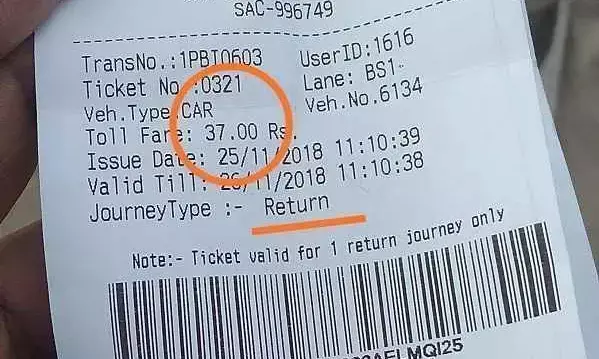 SAC-996749
TransNo.:1PBT0603 UserID:1616
Ticket No :0321 Lane: BS1
Veh.Type CAR Veh.No.6134
Toll Fare: 37.00 Rs.
Issue Date: 25/11/2018 11:10:39
Valid Till: 26/11/2018 11:10:38
JourneyType :- Return
Note:- Ticket valid for 1 return journey only